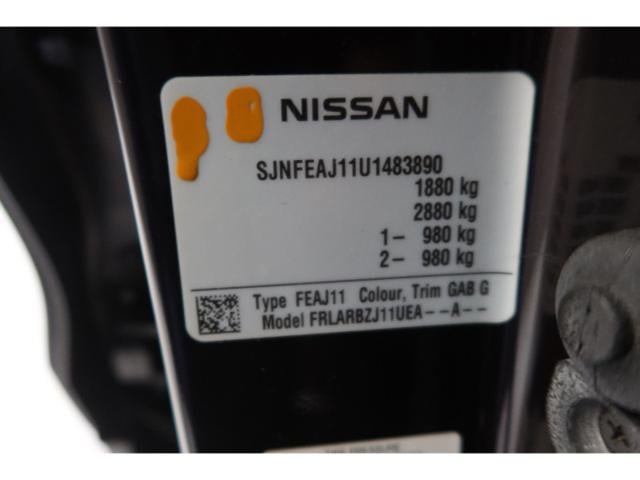 NISSAN
SJNFEAJ11U1483890
1880 kg
2880 kg
1- 980 kg
2- 980 kg
Type FEAJ11 Colour, Trim GAB G
Model FRLARBZJ11UEA--A--